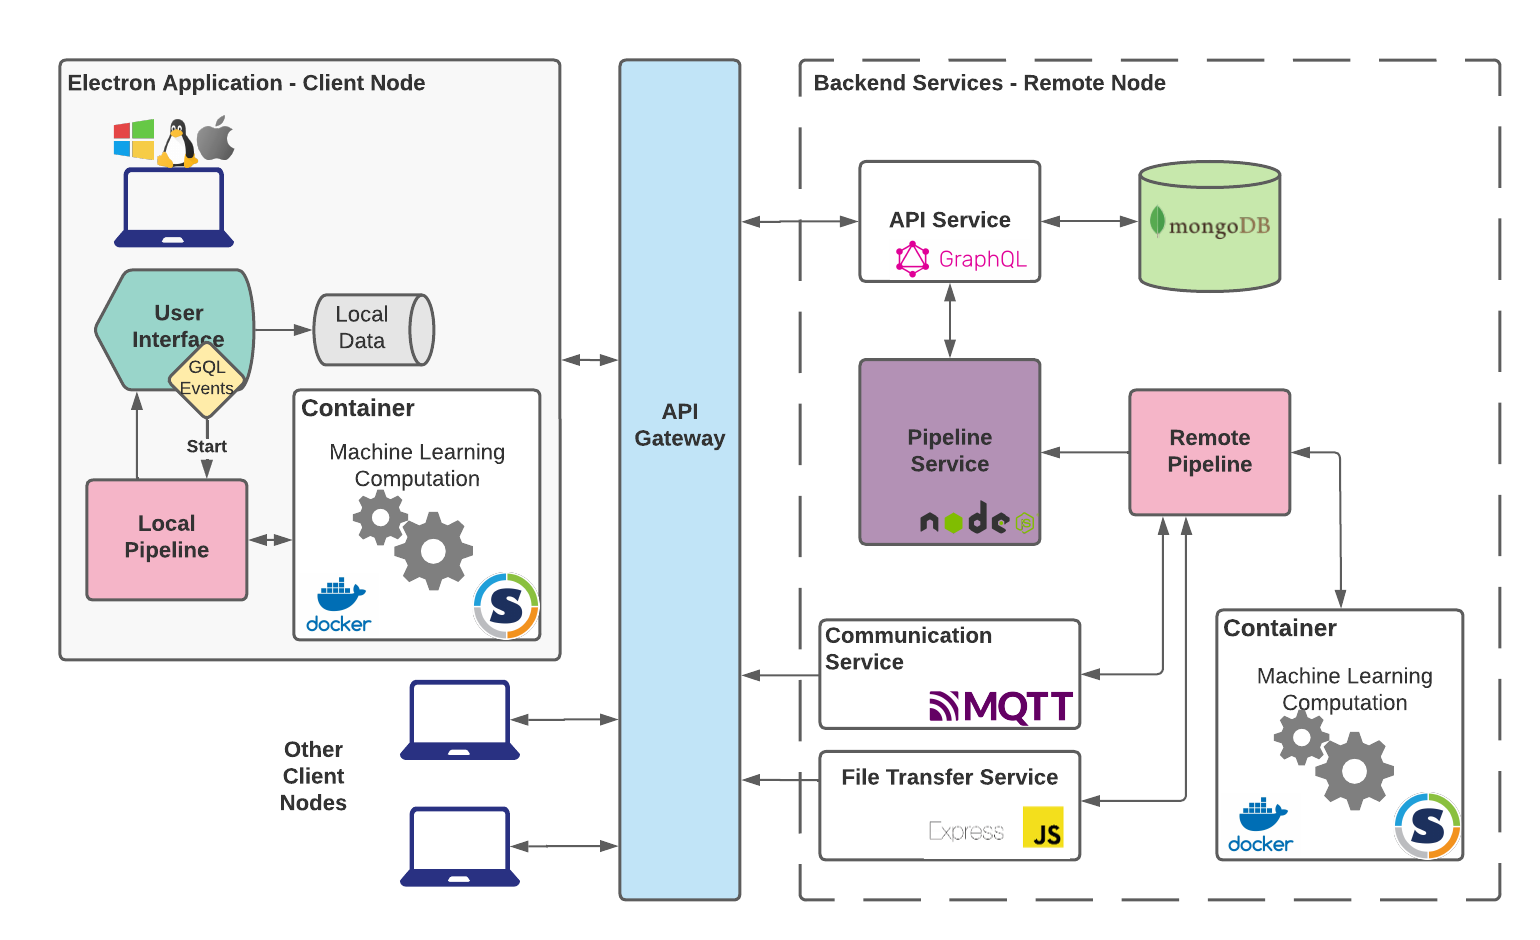 Electron Application - Client Node
User
Interface
GQL
Events
Local
Data
Start
Local
Pipeline
Container
Machine Learning
Computation
docker
S
Other
Client
Nodes
API
Gateway
Backend Services - Remote Node
API Service
GraphQL
mongoDB
Pipeline
Service
node
JS
Remote
Pipeline
Communication
Service
MQTT
File Transfer Service
Express
JS
Container
Machine Learning
Computation
docker
S